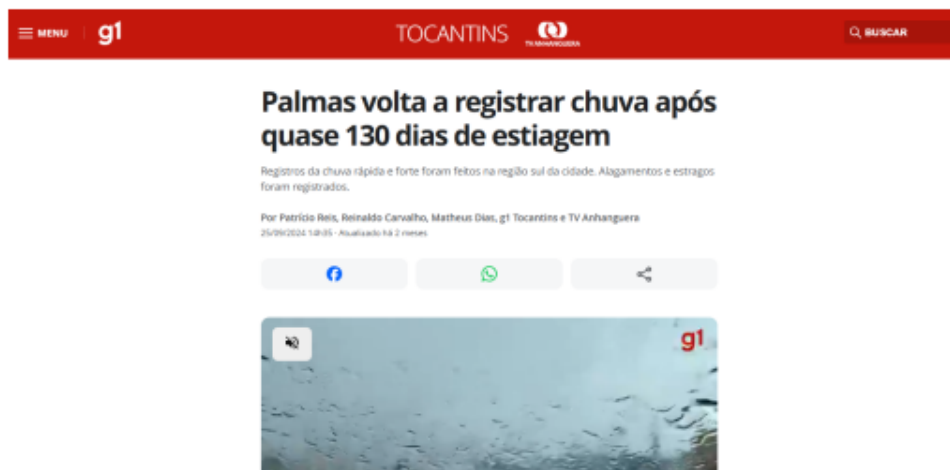 MENU g1 TOCANTINS TV ANHANGUERA BUSCAR
Palmas volta a registrar chuva após
quase 130 dias de estiagem
Registros da chuva rápida e forte foram feitos na região sul da cidade. Alagamentos e estragos
foram registrados.
Por Patrício Reis, Reinaldo Carvalho, Matheus Dias, g1 Tocantins e TV Anhanguera
25/09/2024 14h35 · Atualizado há 2 meses
g1